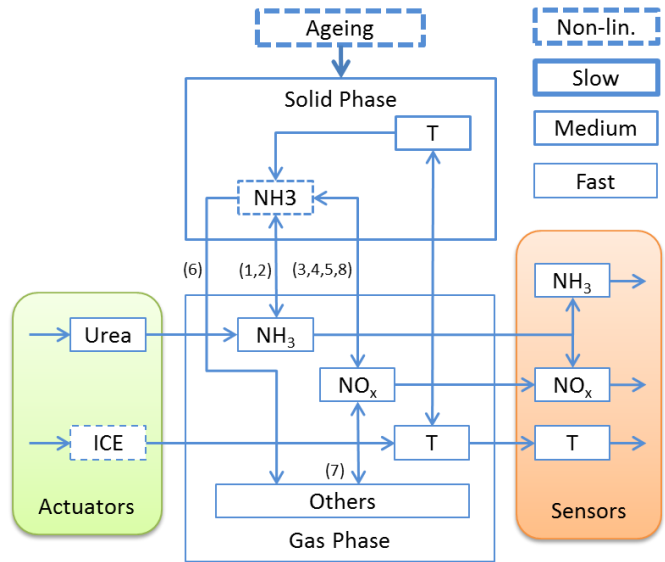 Ageing
Non-lin.
Slow
Medium
Fast
Solid Phase
T
NH3
(6)
(1,2)
(3,4,5,8)
Urea
NH₃
NH₃
NOₓ
NOₓ
ICE
T
T
(7)
Others
Actuators
Gas Phase
Sensors